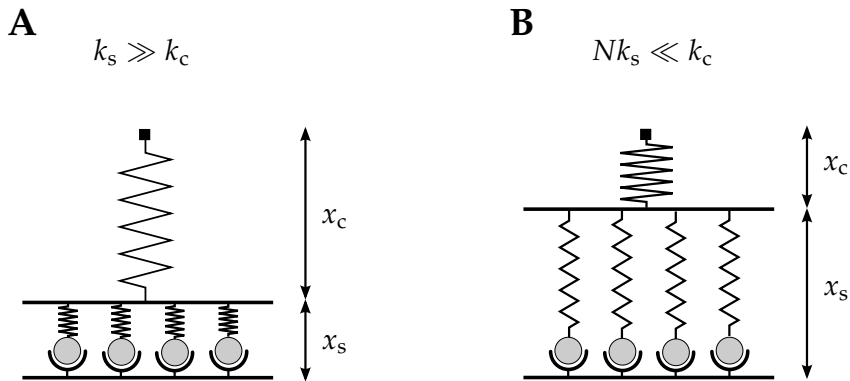 A
k_s ≫ k_c
x_c
x_s
B
Nk_s ≪ k_c
x_c
x_s